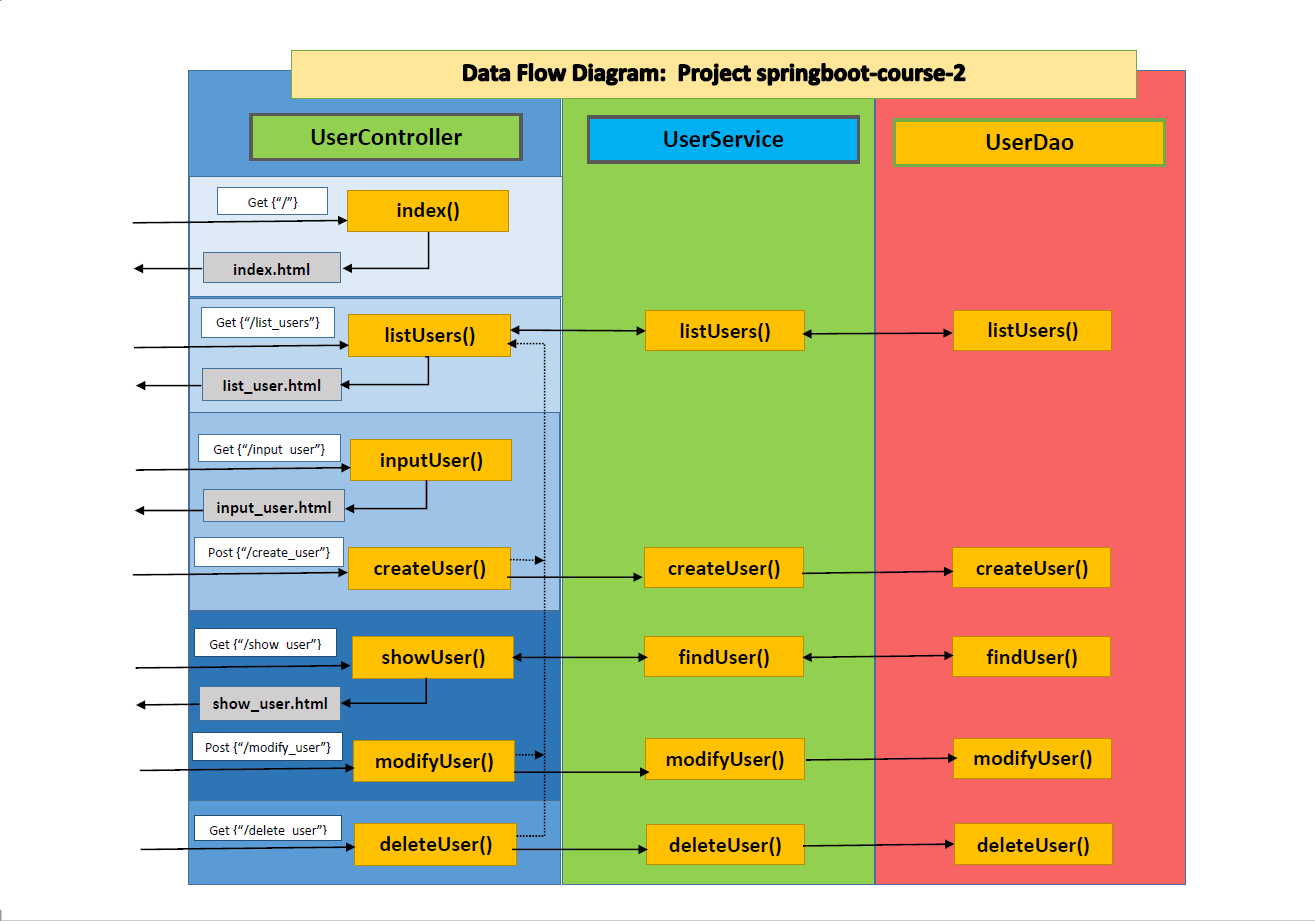 Data Flow Diagram:  Project springboot-course-2
UserController
UserService
UserDao
Get {“/”}
index()
index.html
Get {“/list_users”}
listUsers()
listUsers()
listUsers()
list_user.html
Get {“/input_user”}
inputUser()
input_user.html
Post {“/create_user”}
createUser()
createUser()
createUser()
Get {“/show_user”}
showUser()
findUser()
findUser()
show_user.html
Post {“/modify_user”}
modifyUser()
modifyUser()
modifyUser()
Get {“/delete_user”}
deleteUser()
deleteUser()
deleteUser()